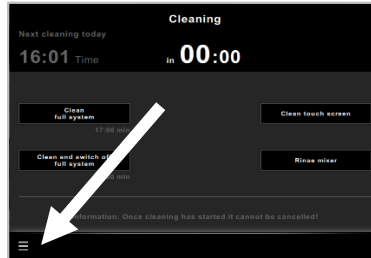 Cleaning
Next cleaning today
16:01 Time
in 00:00
Clean
full system
17:00 min
Clean touch screen
Clean and switch off
full system
min
Rinse mixer
Information: Once cleaning has started it cannot be cancelled!